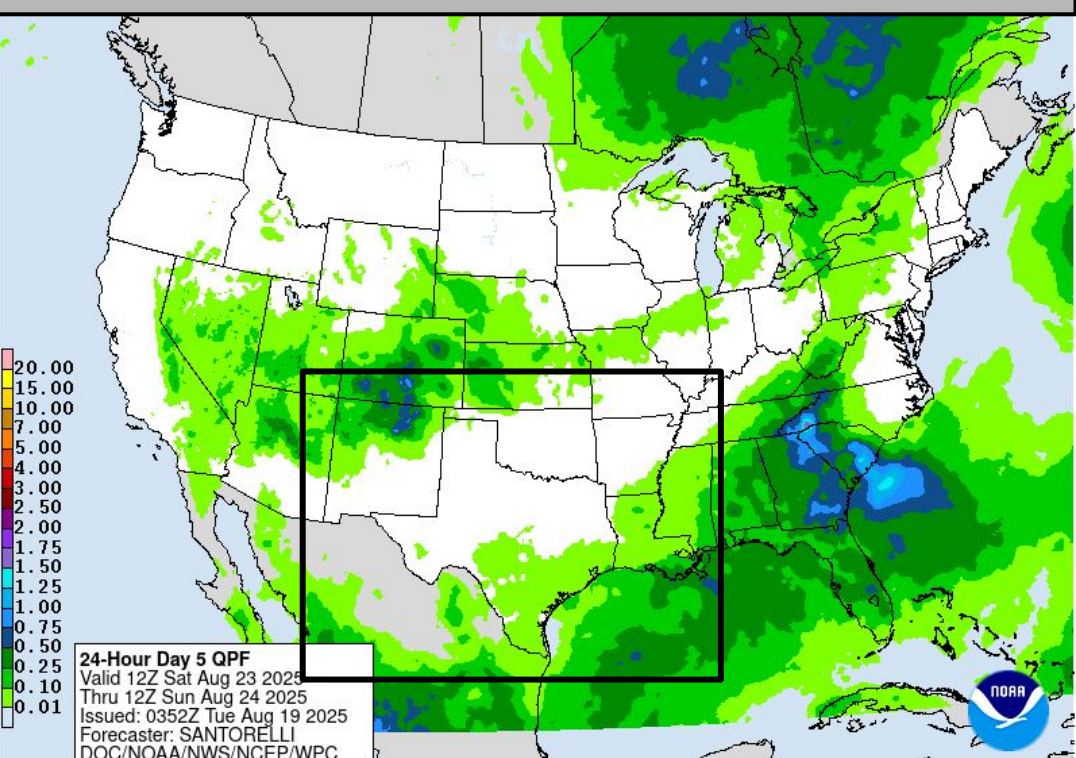 20.00
15.00
10.00
7.00
5.00
4.00
3.00
2.50
2.00
1.75
1.50
1.25
1.00
0.75
0.50
0.25
0.10
0.01
24-Hour Day 5 QPF
Valid 12Z Sat Aug 23 2025
Thru 12Z Sun Aug 24 2025
Issued: 0352Z Tue Aug 19 2025
Forecaster: SANTORELLI
DOC/NOAA/NWS/NCEP/WPC
NOAA